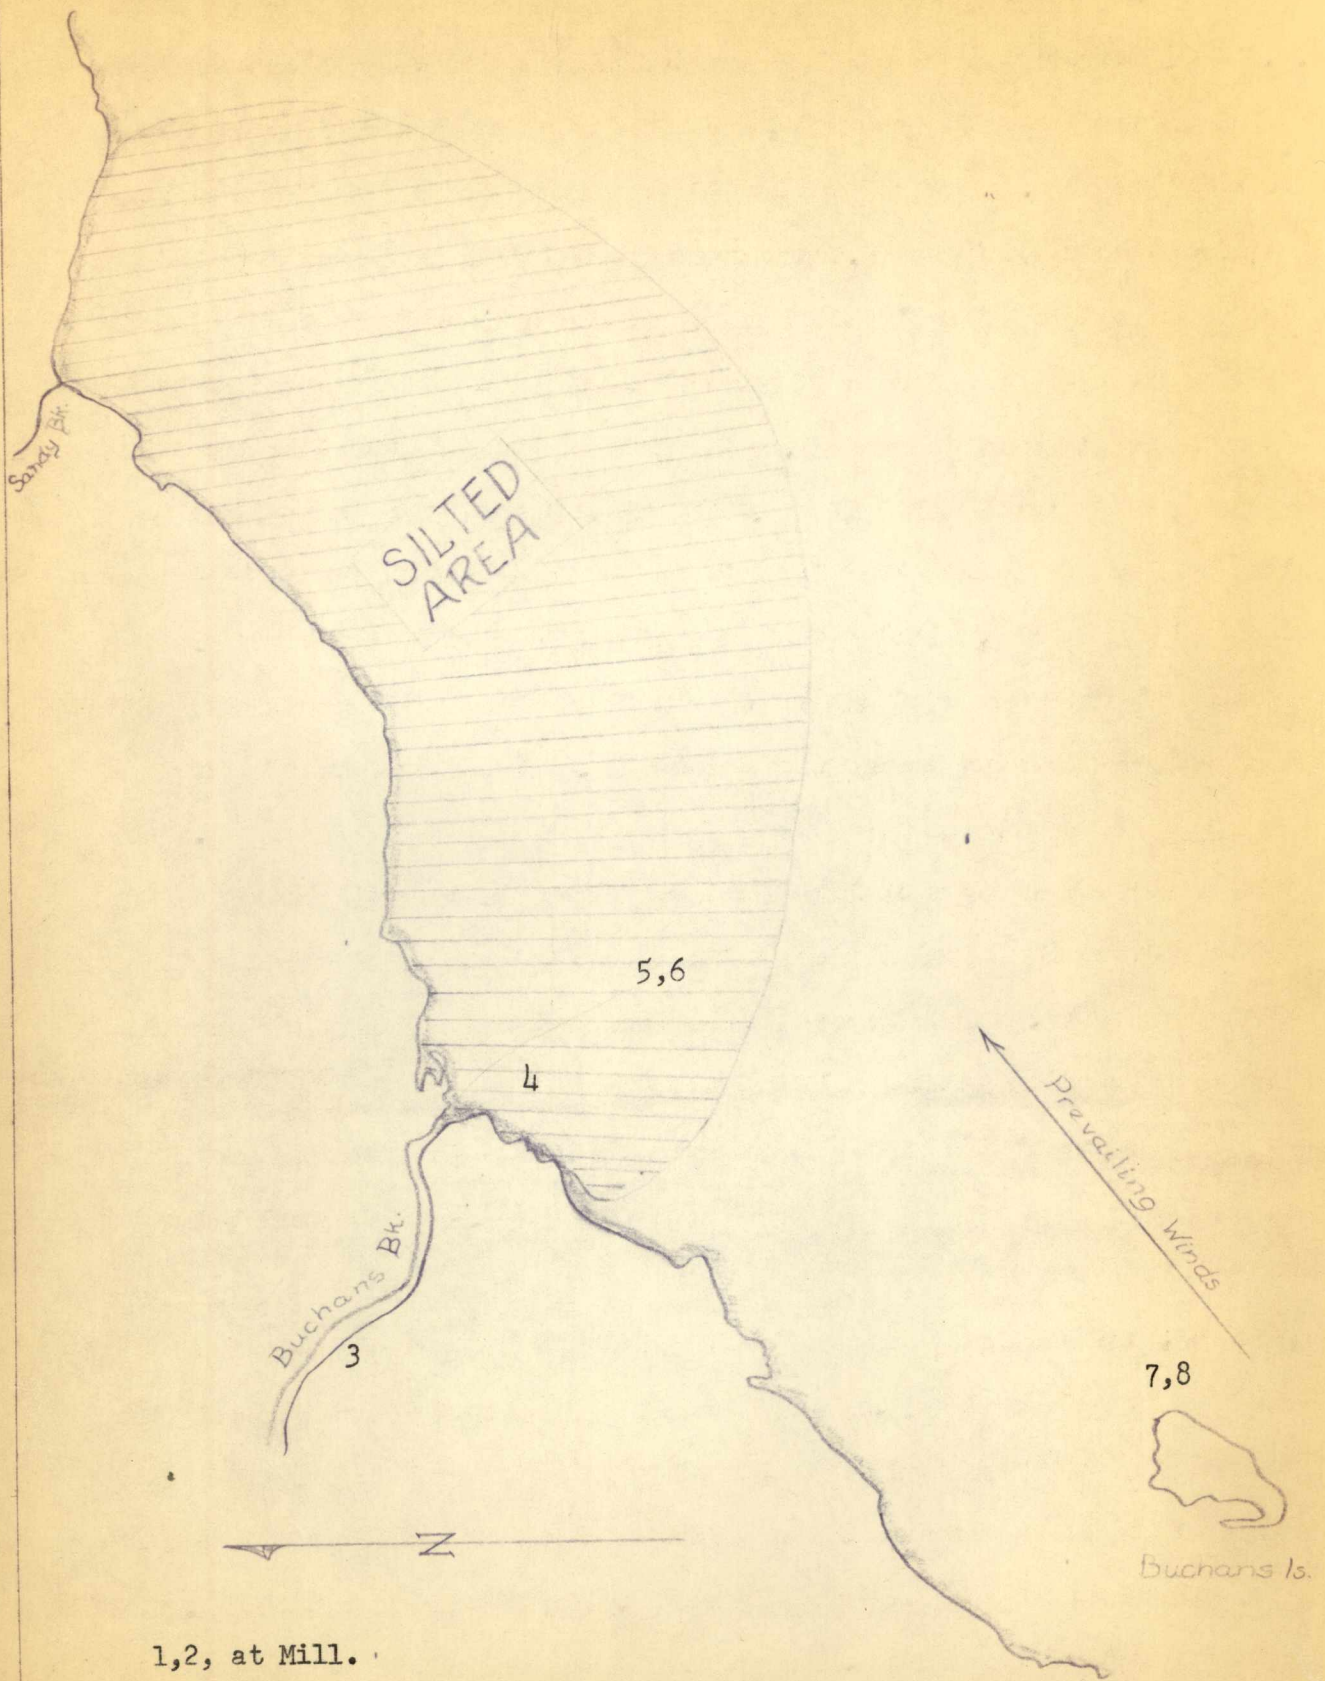 Sandy Bk.
SILTED
AREA
5,6
4
Prevailing Winds
Buchans Bk.
3
7,8
N
Buchans Is.
1,2, at Mill.